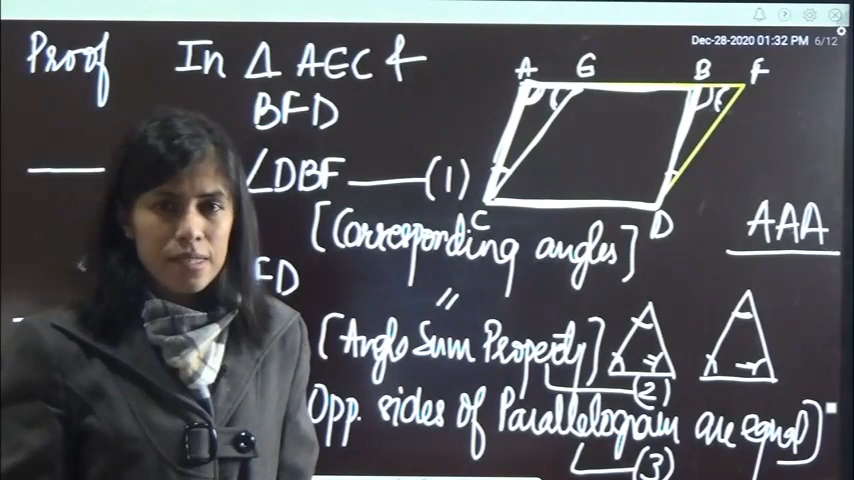 Dec-28-2020 01:32 PM 6/12
Proof In Δ AEC &
BFD
A E B F
∠DBF ——— (1)
C D
AAA
[Corresponding angles]
FD
"
[Angle Sum Property]
(2)
Opp. sides of Parallelogram are equal]
(3)